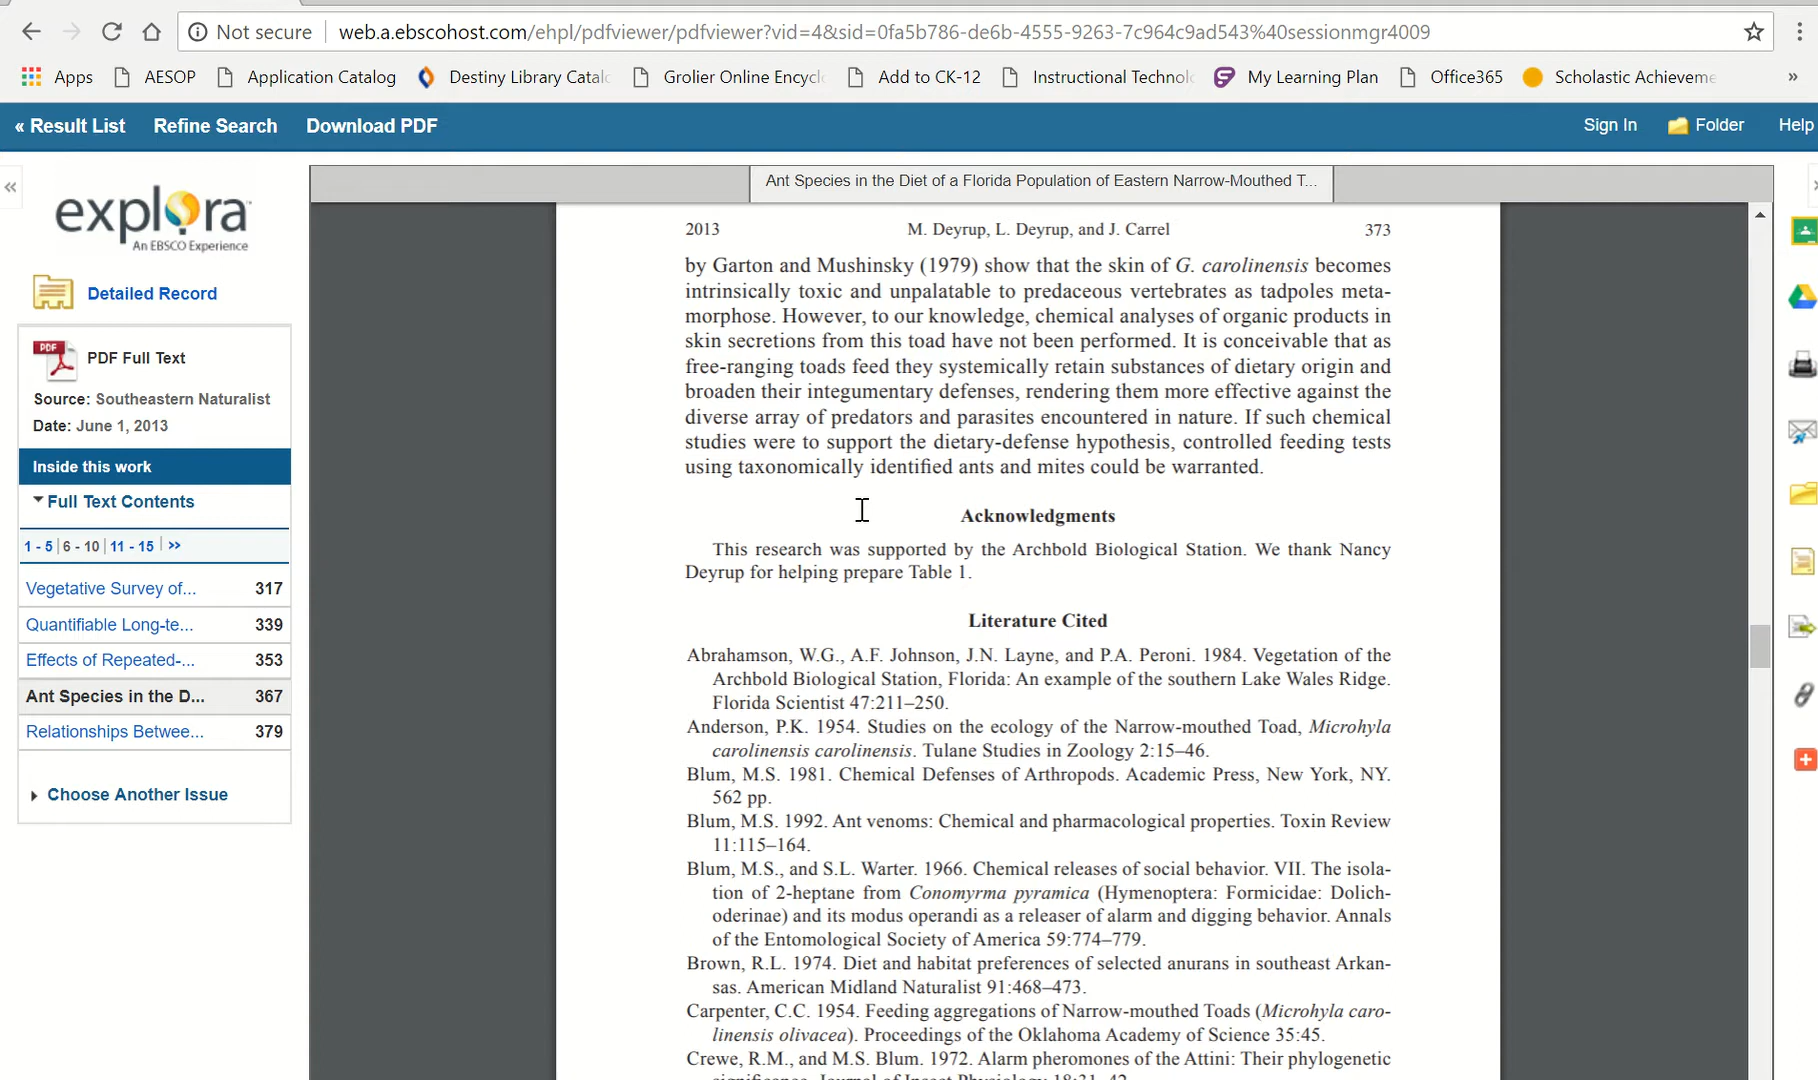 Not secure | web.a.ebscohost.com/ehpl/pdfviewer/pdfviewer?vid=4&sid=0fa5b786-de6b-4555-9263-7c964c9ad543%40sessionmgr4009
Apps AESOP Application Catalog Destiny Library Catal Grolier Online Encycl Add to CK-12 Instructional Technol My Learning Plan Office365 Scholastic Achieveme »
« Result List Refine Search Download PDF Sign In Folder Help
«
explora
An EBSCO Experience
Detailed Record
PDF
PDF Full Text
Source: Southeastern Naturalist
Date: June 1, 2013
Inside this work
Full Text Contents
1 - 5 | 6 - 10 | 11 - 15 | >>
Vegetative Survey of... 317
Quantifiable Long-te... 339
Effects of Repeated-... 353
Ant Species in the D... 367
Relationships Betwee... 379
Choose Another Issue
Ant Species in the Diet of a Florida Population of Eastern Narrow-Mouthed T...
2013 M. Deyrup, L. Deyrup, and J. Carrel 373
by Garton and Mushinsky (1979) show that the skin of G. carolinensis becomes
intrinsically toxic and unpalatable to predaceous vertebrates as tadpoles meta-
morphose. However, to our knowledge, chemical analyses of organic products in
skin secretions from this toad have not been performed. It is conceivable that as
free-ranging toads feed they systemically retain substances of dietary origin and
broaden their integumentary defenses, rendering them more effective against the
diverse array of predators and parasites encountered in nature. If such chemical
studies were to support the dietary-defense hypothesis, controlled feeding tests
using taxonomically identified ants and mites could be warranted.
Acknowledgments
This research was supported by the Archbold Biological Station. We thank Nancy
Deyrup for helping prepare Table 1.
Literature Cited
Abrahamson, W.G., A.F. Johnson, J.N. Layne, and P.A. Peroni. 1984. Vegetation of the
Archbold Biological Station, Florida: An example of the southern Lake Wales Ridge.
Florida Scientist 47:211–250.
Anderson, P.K. 1954. Studies on the ecology of the Narrow-mouthed Toad, Microhyla
carolinensis carolinensis. Tulane Studies in Zoology 2:15–46.
Blum, M.S. 1981. Chemical Defenses of Arthropods. Academic Press, New York, NY.
562 pp.
Blum, M.S. 1992. Ant venoms: Chemical and pharmacological properties. Toxin Review
11:115–164.
Blum, M.S., and S.L. Warter. 1966. Chemical releases of social behavior. VII. The isola-
tion of 2-heptane from Conomyrma pyramica (Hymenoptera: Formicidae: Dolich-
oderinae) and its modus operandi as a releaser of alarm and digging behavior. Annals
of the Entomological Society of America 59:774–779.
Brown, R.L. 1974. Diet and habitat preferences of selected anurans in southeast Arkan-
sas. American Midland Naturalist 91:468–473.
Carpenter, C.C. 1954. Feeding aggregations of Narrow-mouthed Toads (Microhyla caro-
linensis olivacea). Proceedings of the Oklahoma Academy of Science 35:45.
Crewe, R.M., and M.S. Blum. 1972. Alarm pheromones of the Attini: Their phylogenetic
significance. Journal of Insect Physiology 18:31–42.